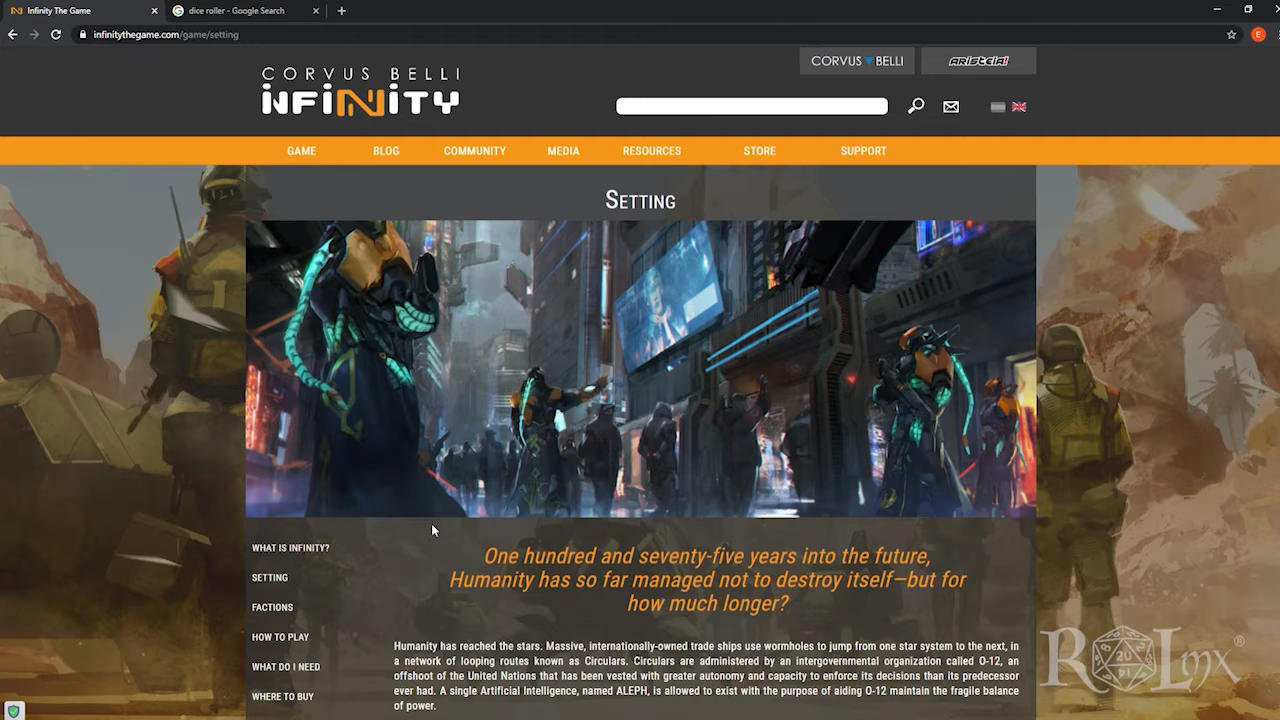 Infinity The Game
dice roller - Google Search
infinitythegame.com/game/setting
E
CORVUS BELLI
ARISTEIA!
CORVUS BELLI
INFINITY
GAME
BLOG
COMMUNITY
MEDIA
RESOURCES
STORE
SUPPORT
SETTING
WHAT IS INFINITY?
SETTING
FACTIONS
HOW TO PLAY
WHAT DO I NEED
WHERE TO BUY
One hundred and seventy-five years into the future,
Humanity has so far managed not to destroy itself—but for
how much longer?
Humanity has reached the stars. Massive, internationally-owned trade ships use wormholes to jump from one star system to the next, in
a network of looping routes known as Circulars. Circulars are administered by an intergovernmental organization called O-12, an
offshoot of the United Nations that has been vested with greater autonomy and capacity to enforce its decisions than its predecessor
ever had. A single Artificial Intelligence, named ALEPH, is allowed to exist with the purpose of aiding O-12 maintain the fragile balance
of power.
ROLmx®
20
14